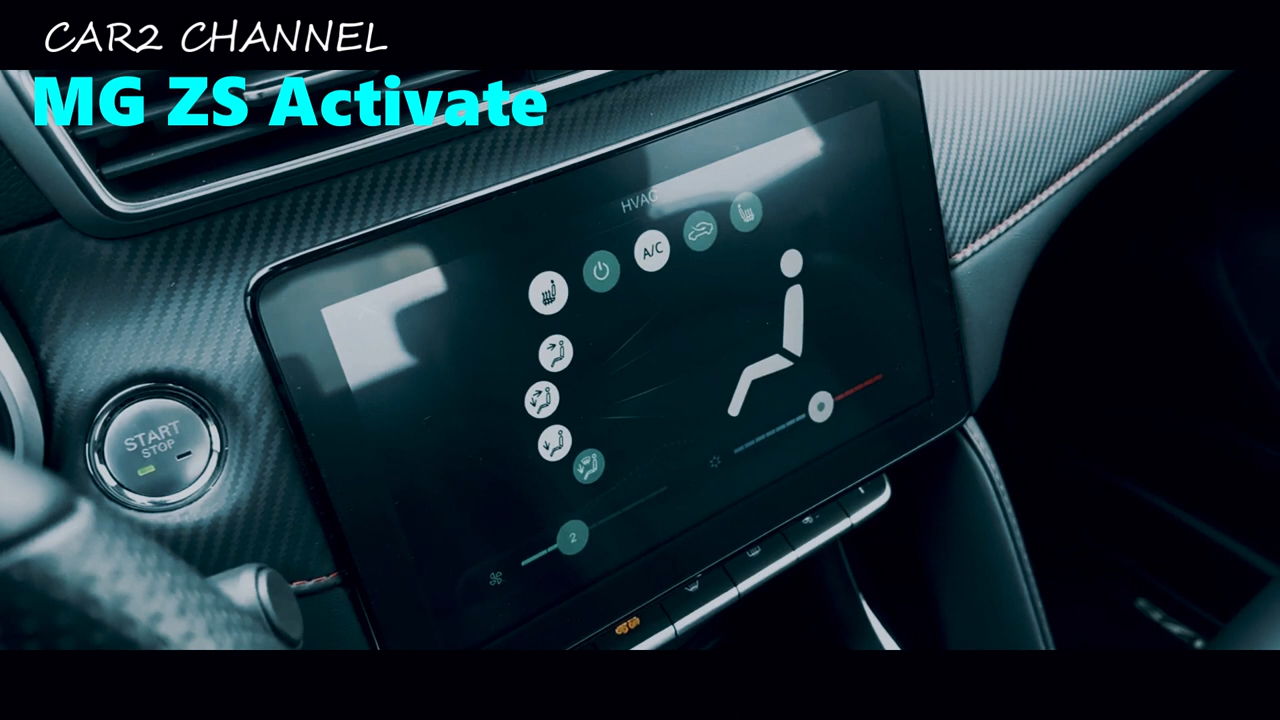 CAR2 CHANNEL
MG ZS Activate
HVAC
A/C
START
STOP
2